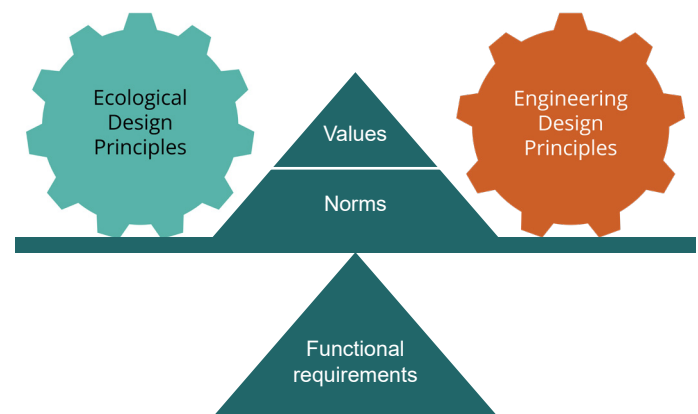 Ecological
Design
Principles
Engineering
Design
Principles
Values
Norms
Functional
requirements